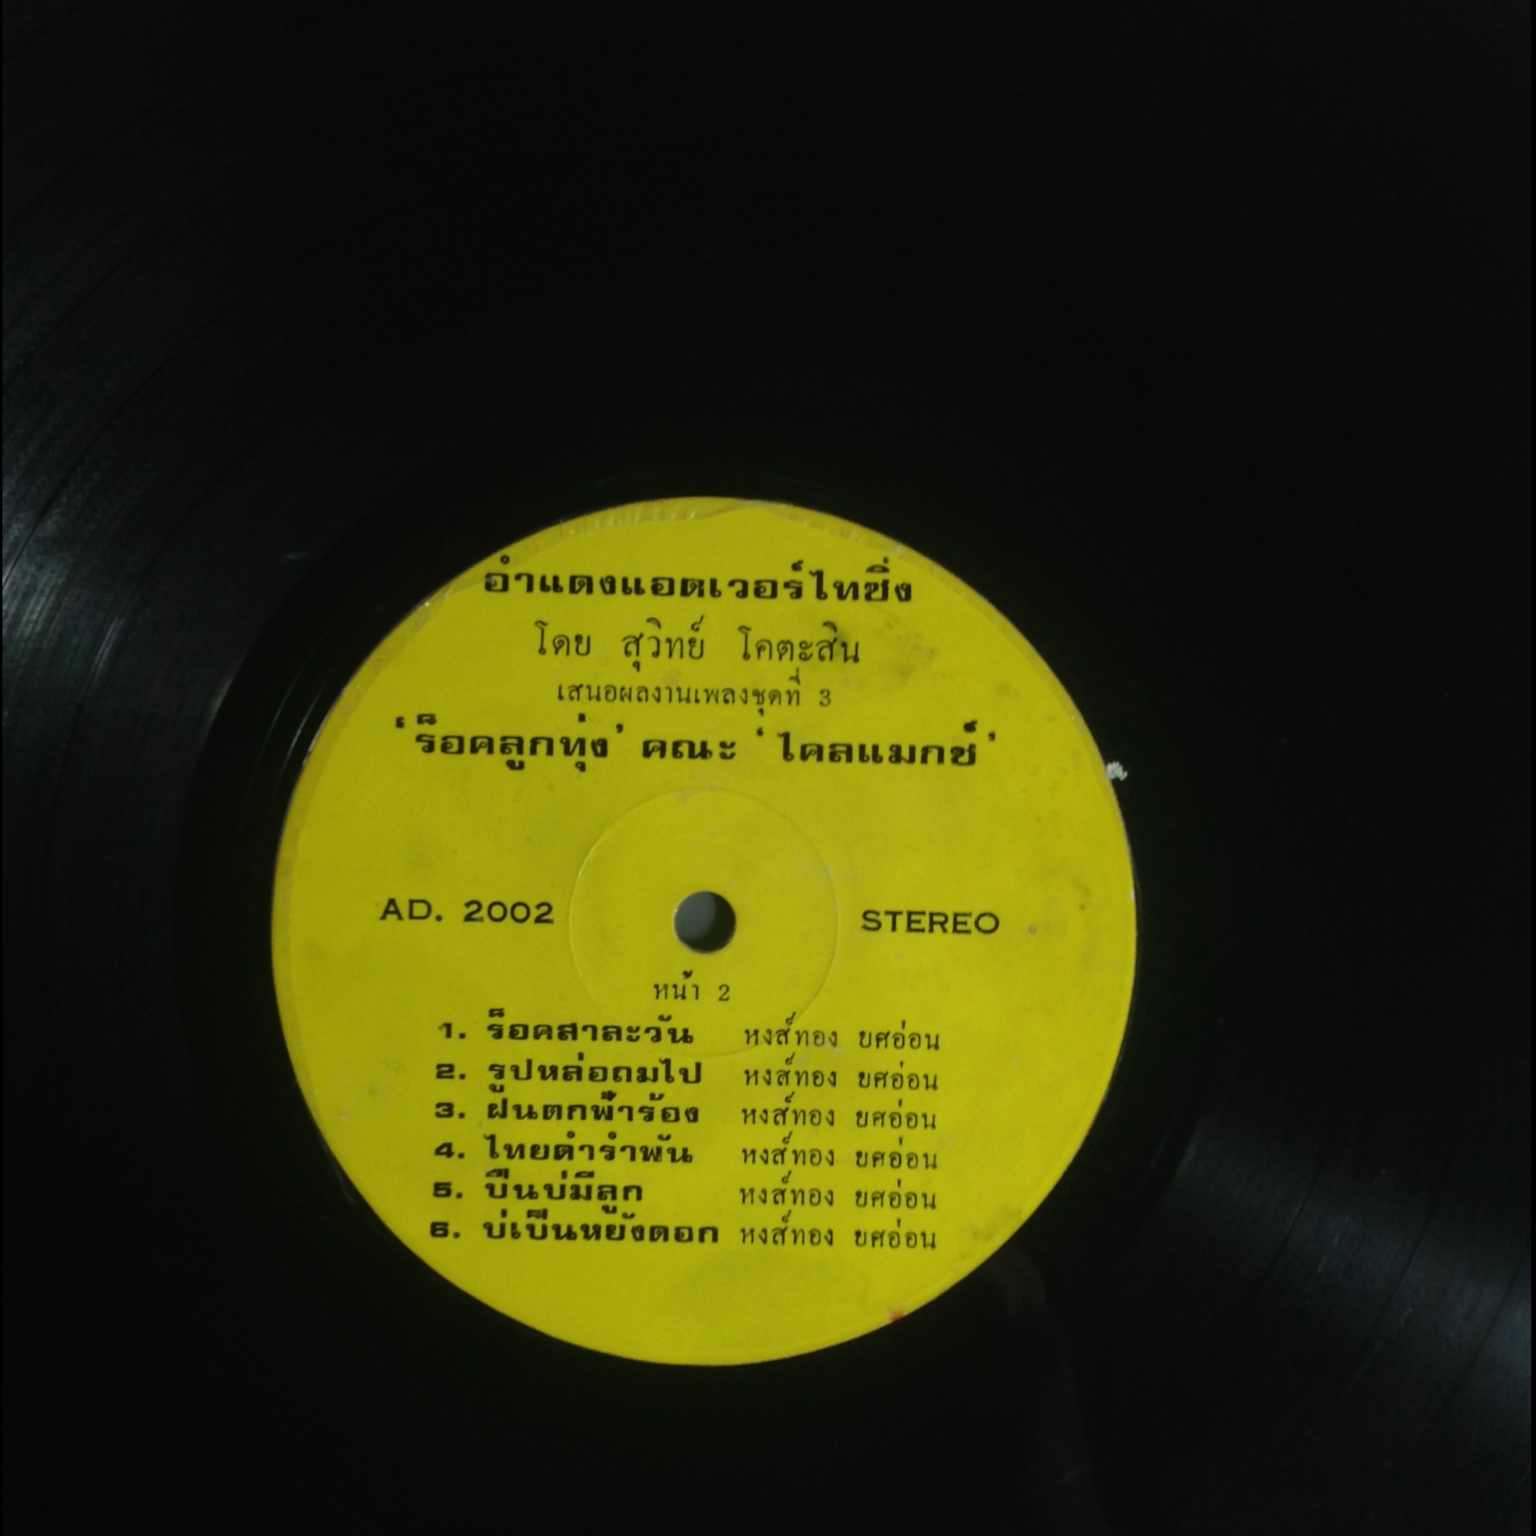 อำแดงแอดเวอร์ไทซิ่ง
โดย สุวิทย์ โคตะสิน
เสนอผลงานเพลงชุดที่ 3
'ร็อคลูกทุ่ง' คณะ 'ไคลแมกซ์'
AD. 2002 STEREO
หน้า 2
1. ร็อคสาละวัน หงส์ทอง ยศอ่อน
2. รูปหล่อถมไป หงส์ทอง ยศอ่อน
3. ฝนตกฟ้าร้อง หงส์ทอง ยศอ่อน
4. ไทยดำรำพัน หงส์ทอง ยศอ่อน
5. ปืนบ่มีลูก หงส์ทอง ยศอ่อน
6. บ่เป็นหยังดอก หงส์ทอง ยศอ่อน